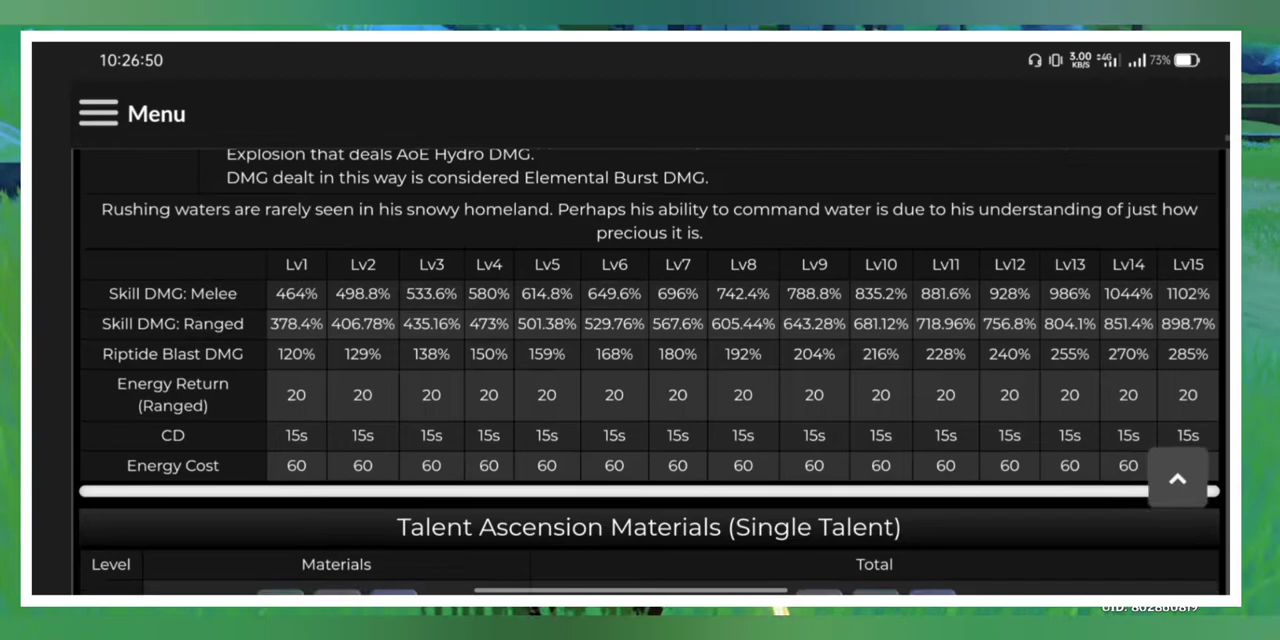 10:26:50 3.00 KB/S 4G 73%
Menu
Explosion that deals AoE Hydro DMG.
DMG dealt in this way is considered Elemental Burst DMG.
Rushing waters are rarely seen in his snowy homeland. Perhaps his ability to command water is due to his understanding of just how
precious it is.
Lv1 Lv2 Lv3 Lv4 Lv5 Lv6 Lv7 Lv8 Lv9 Lv10 Lv11 Lv12 Lv13 Lv14 Lv15
Skill DMG: Melee 464% 498.8% 533.6% 580% 614.8% 649.6% 696% 742.4% 788.8% 835.2% 881.6% 928% 986% 1044% 1102%
Skill DMG: Ranged 378.4% 406.78% 435.16% 473% 501.38% 529.76% 567.6% 605.44% 643.28% 681.12% 718.96% 756.8% 804.1% 851.4% 898.7%
Riptide Blast DMG 120% 129% 138% 150% 159% 168% 180% 192% 204% 216% 228% 240% 255% 270% 285%
Energy Return
(Ranged) 20 20 20 20 20 20 20 20 20 20 20 20 20 20 20
CD 15s 15s 15s 15s 15s 15s 15s 15s 15s 15s 15s 15s 15s 15s 15s
Energy Cost 60 60 60 60 60 60 60 60 60 60 60 60 60 60
Talent Ascension Materials (Single Talent)
Level Materials Total
UID: 802860819